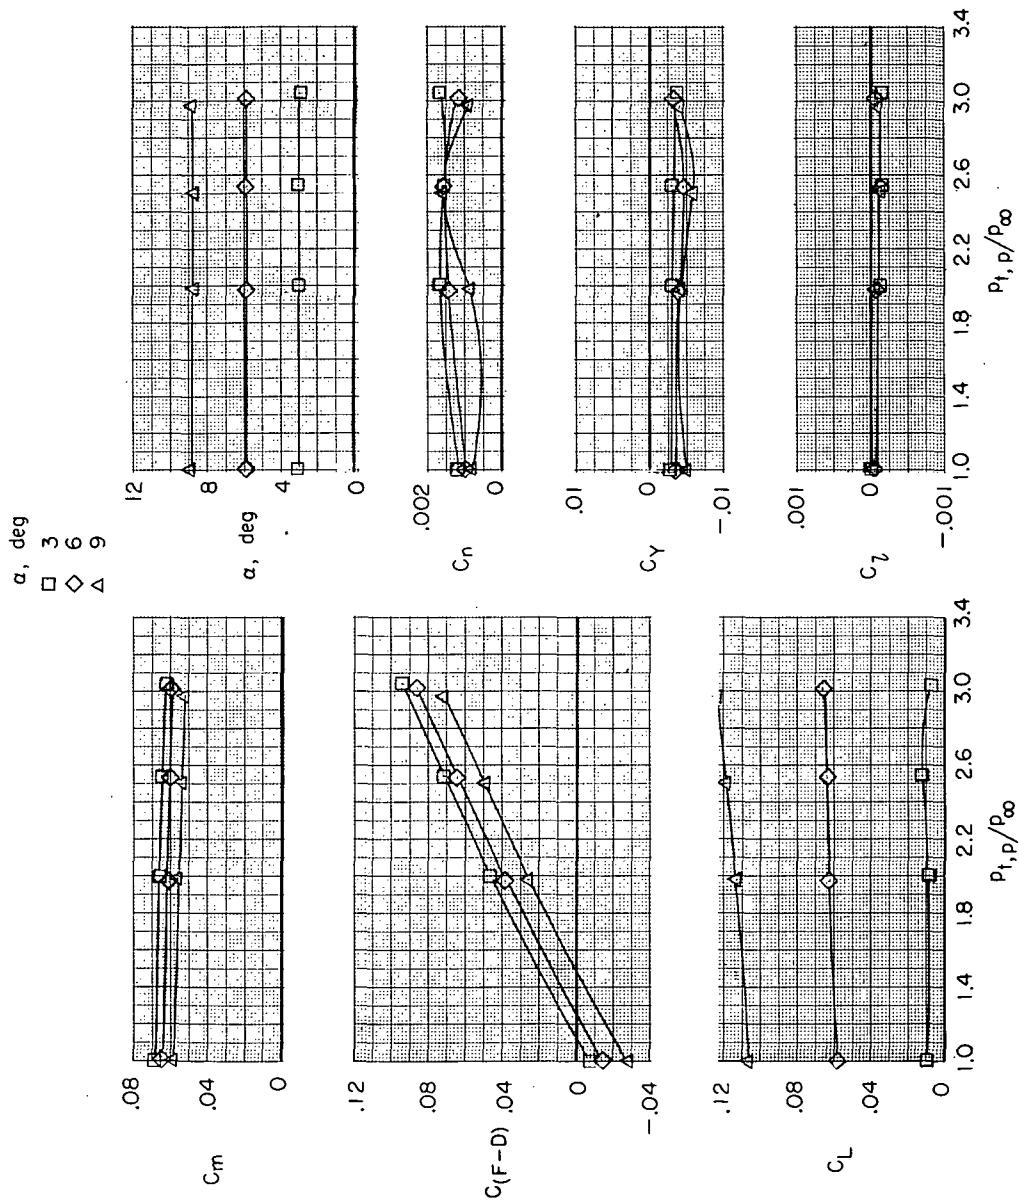 α, deg
□ 3
◇ 6
△ 9
.08
.04
0
Cm
.12
.08
.04
0
-.04
C(F-D)
.12
.08
.04
0
CL
1.0 1.4 1.8 2.2 2.6 3.0 3.4
pt,p/p∞
12
8
4
0
α, deg
.002
0
Cn
.01
0
-.01
CY
.001
0
-.001
Cl
1.0 1.4 1.8 2.2 2.6 3.0 3.4
pt,p/p∞